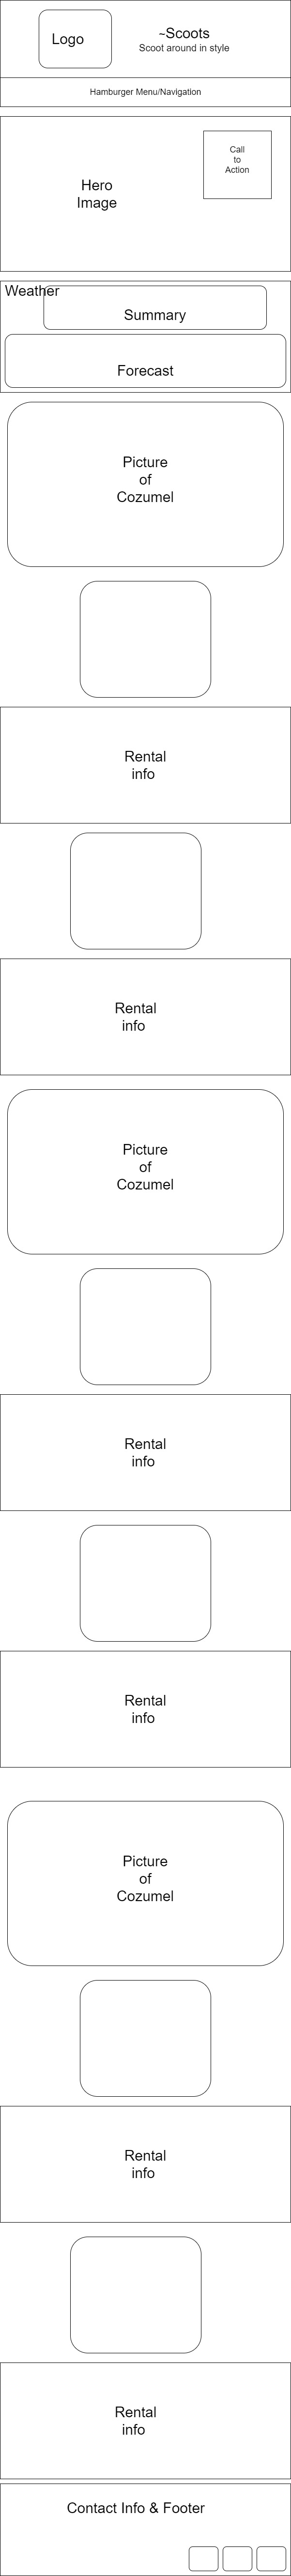 Logo
~Scoots
Scoot around in style
Hamburger Menu/Navigation
Call
to
Action
Hero
Image
Weather
Summary
Forecast
Picture
of
Cozumel
Rental
info
Rental
info
Picture
of
Cozumel
Rental
info
Rental
info
Picture
of
Cozumel
Rental
info
Rental
info
Contact Info & Footer